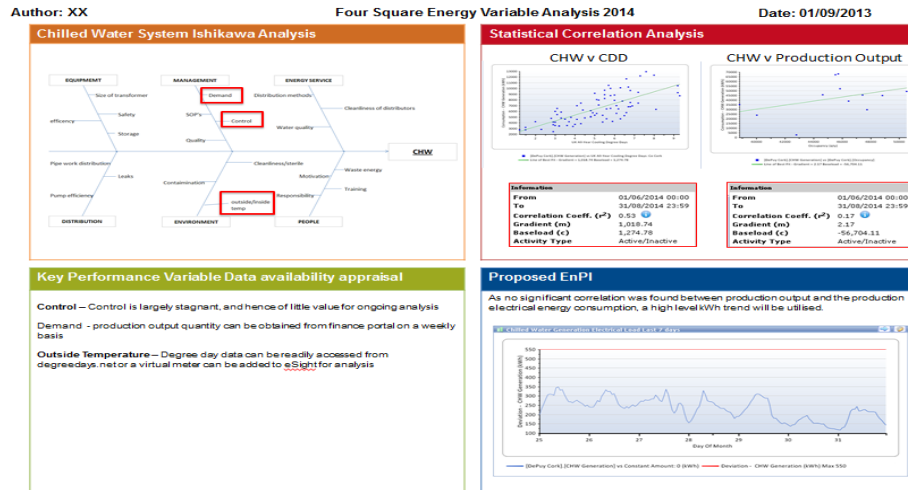 Author: XX
Four Square Energy Variable Analysis 2014
Date: 01/09/2013
Chilled Water System Ishikawa Analysis
EQUIPMEMT
MANAGEMENT
ENERGY SERVICE
Size of transformer
Demand
Distribution methods
Cleanliness of distributors
efficancy
Safety
SOP's
Control
Water quality
Storage
Quality
CHW
Pipe work distribution
Cleanliness/sterile
Waste energy
Leaks
Motivation
Contamination
Training
Pump efficiency
outside/inside
temp
Responsibility
DISTRIBUTION
ENVIRONMENT
PEOPLE
Statistical Correlation Analysis
CHW v CDD
CHW v Production Output
Information
From 01/06/2014 00:00
To 31/08/2014 23:59
Correlation Coeff. (r²) 0.53
Gradient (m) 1,018.74
Baseload (c) 1,274.78
Activity Type Active/Inactive
Information
From 01/06/2014 00:00
To 31/08/2014 23:59
Correlation Coeff. (r²) 0.17
Gradient (m) 2.17
Baseload (c) -56,704.11
Activity Type Active/Inactive
Key Performance Variable Data availability appraisal
Control – Control is largely stagnant, and hence of little value for ongoing analysis
Demand - production output quantity can be obtained from finance portal on a weekly
basis
Outside Temperature – Degree day data can be readily accessed from
degreedays.net or a virtual meter can be added to eSight for analysis
Proposed EnPI
As no significant correlation was found between production output and the production
electrical energy consumption, a high level kWh trend will be utilised.
Chilled Water Generation Electrical Load Last 7 days
Deviation - CHW Generation (kWh)
550
500
450
400
350
300
250
200
150
100
25 26 27 28 29 30 31
Day Of Month
[DePuy Cork].[CHW Generation] vs Constant Amount: 0 (kWh)
Deviation - CHW Generation (kWh) Max 550